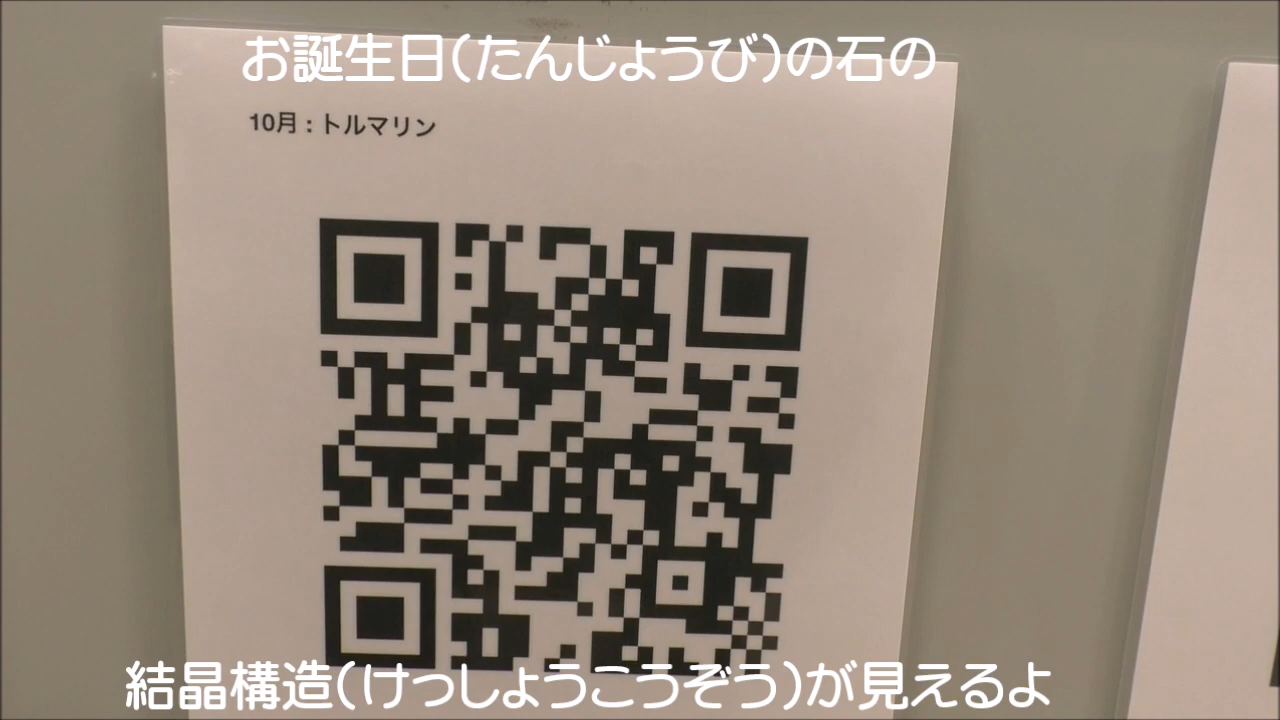 お誕生日(たんじょうび)の石の
10月：トルマリン
結晶構造(けっしょうこうぞう)が見えるよ